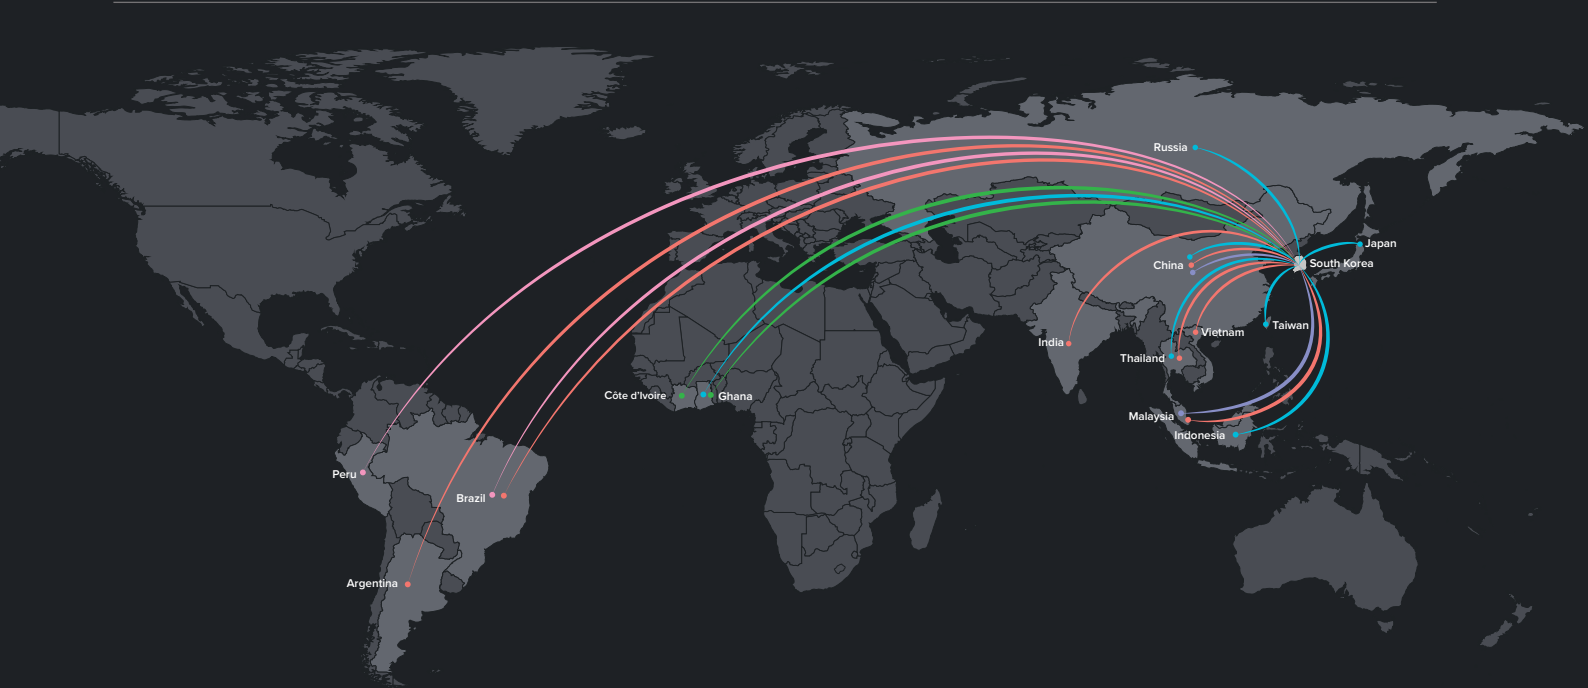 Russia
Japan
China
South Korea
Taiwan
Vietnam
India
Thailand
Côte d'Ivoire
Ghana
Malaysia
Indonesia
Peru
Brazil
Argentina